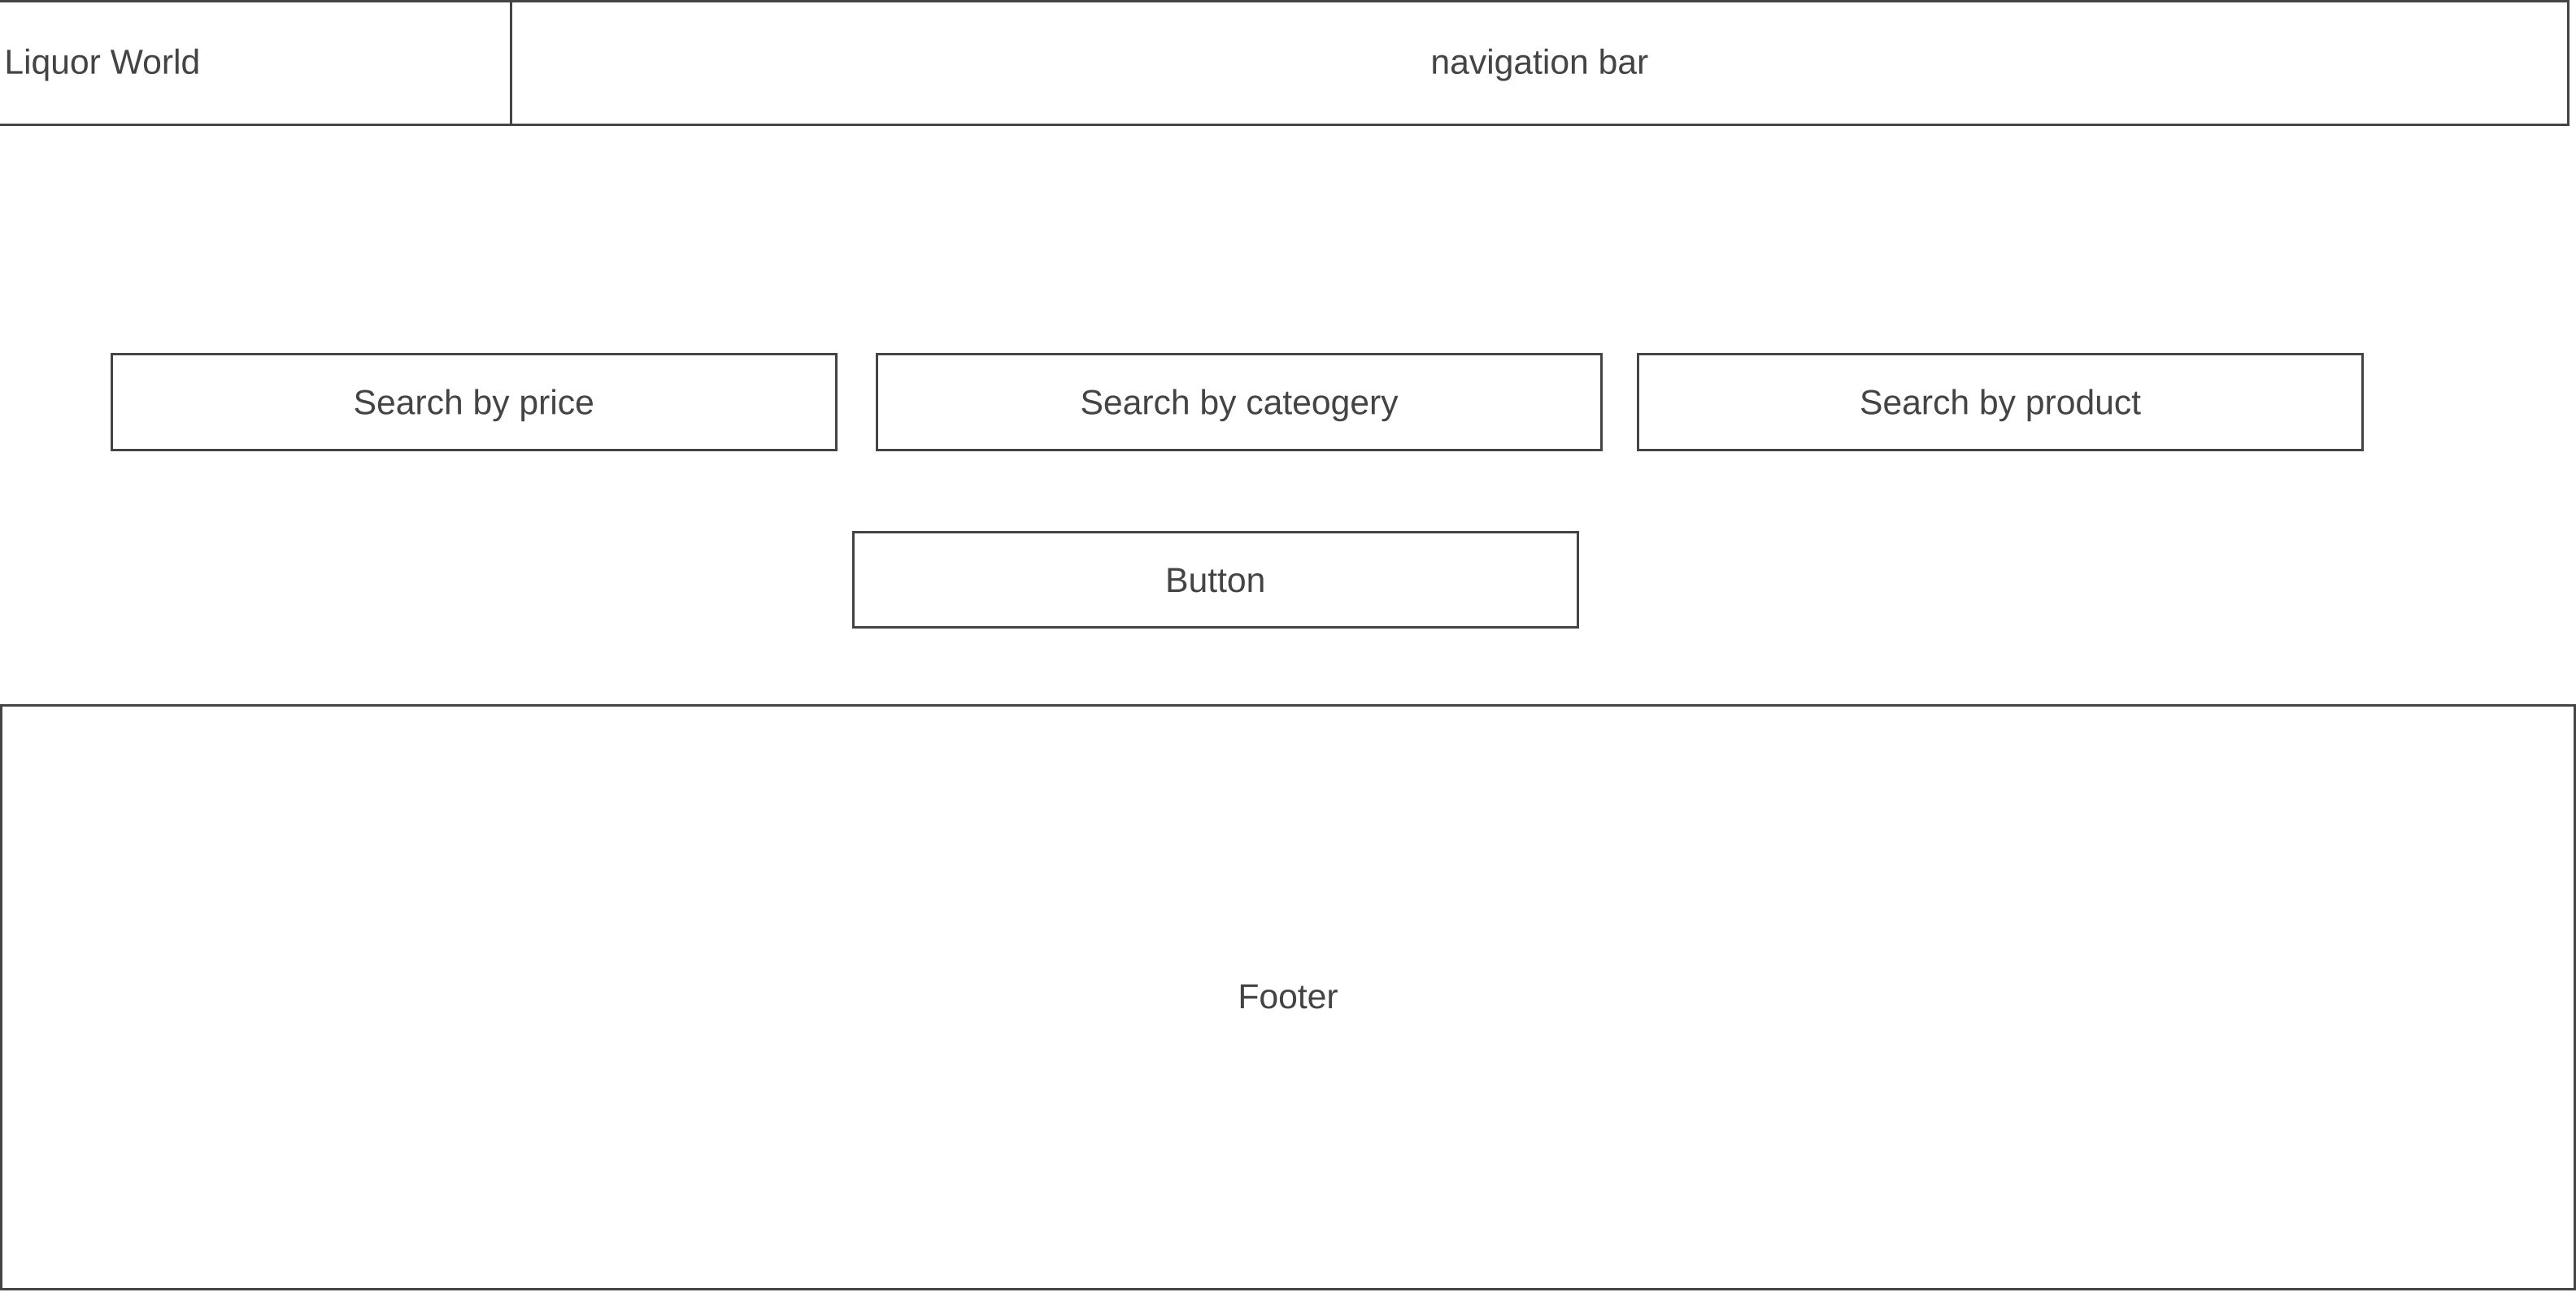 Liquor World
navigation bar
Search by price
Search by cateogery
Search by product
Button
Footer